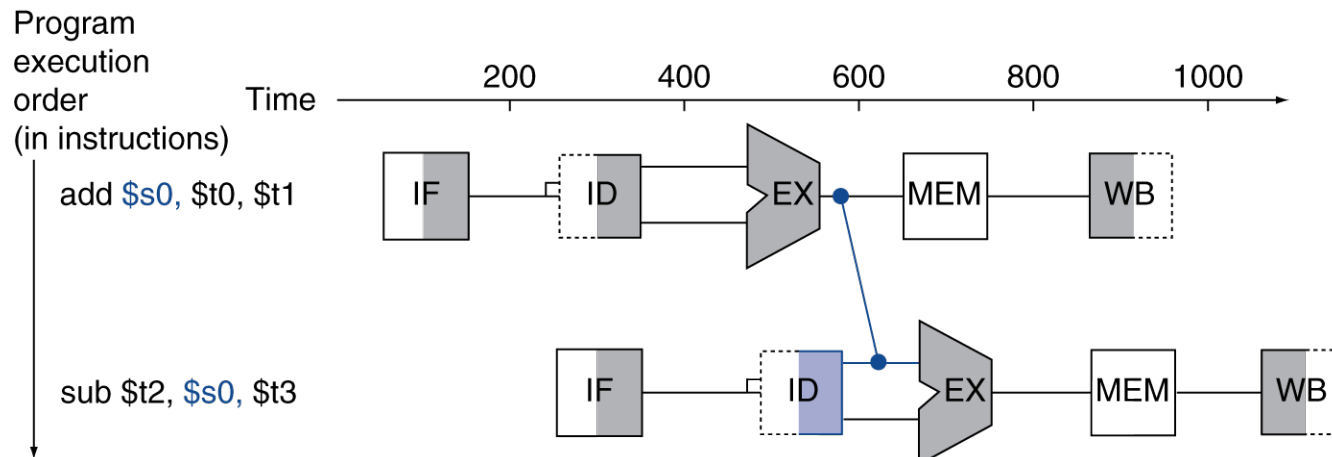 Program
execution
order
(in instructions)
Time
200 400 600 800 1000
add $s0, $t0, $t1
IF ID EX MEM WB
sub $t2, $s0, $t3
IF ID EX MEM WB